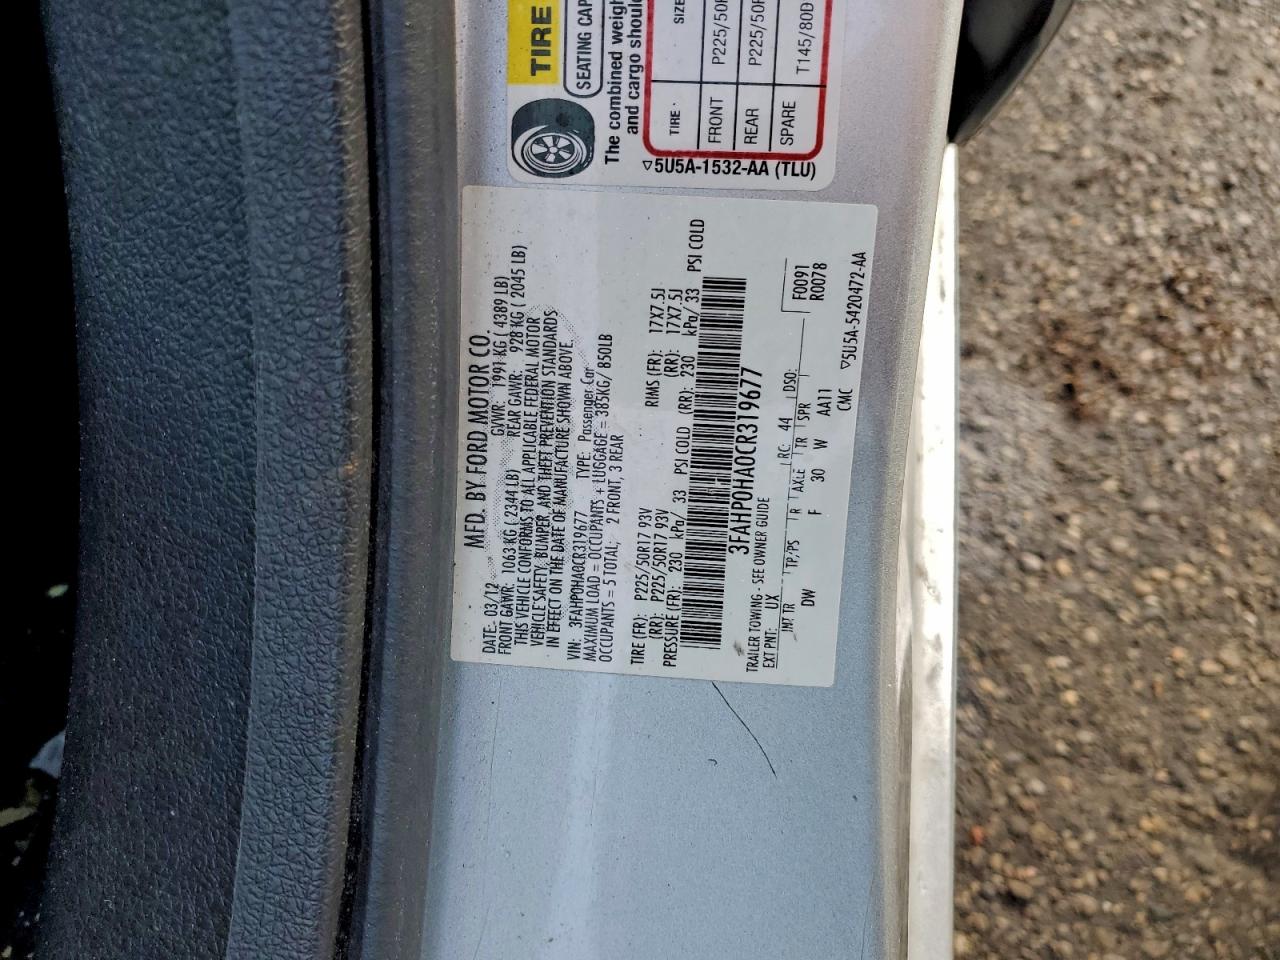 TIRE
SEATING CAP
The combined weigh
and cargo shoul
TIRE SIZE
FRONT P225/50R
REAR P225/50R
SPARE T145/80D
▽5U5A-1532-AA (TLU)
MFD. BY FORD MOTOR CO.
DATE: 03/12 GVWR: 1991 KG ( 4389 LB)
FRONT GAWR: 1063 KG ( 2344 LB) REAR GAWR: 928 KG ( 2045 LB)
THIS VEHICLE CONFORMS TO ALL APPLICABLE FEDERAL MOTOR
VEHICLE SAFETY, BUMPER, AND THEFT PREVENTION STANDARDS
IN EFFECT ON THE DATE OF MANUFACTURE SHOWN ABOVE.
VIN: 3FAHP0HA0CR319677 TYPE: Passenger Car
MAXIMUM LOAD = OCCUPANTS + LUGGAGE = 385KG/ 850LB
OCCUPANTS = 5 TOTAL, 2 FRONT, 3 REAR
TIRE (FR): P225/50R17 93V RIMS (FR): 17X7.5J
(RR): P225/50R17 93V (RR): 17X7.5J
PRESSURE (FR): 230 kPa/ 33 PSI COLD (RR): 230 kPa/ 33 PSI COLD
3FAHP0HA0CR319677
TRAILER TOWING - SEE OWNER GUIDE
EXT PNT: UX RC: 44 DSO: F0091
R0078
INT TR TP/PS R AXLE TR SPR
DW F 30 W AA11
CMC ▽5U5A-5420472-AA